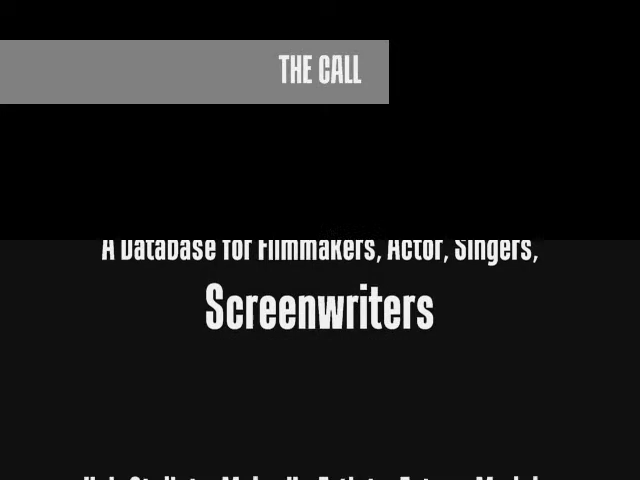 THE CALL
A Database for Filmmakers, Actor, Singers,
Screenwriters